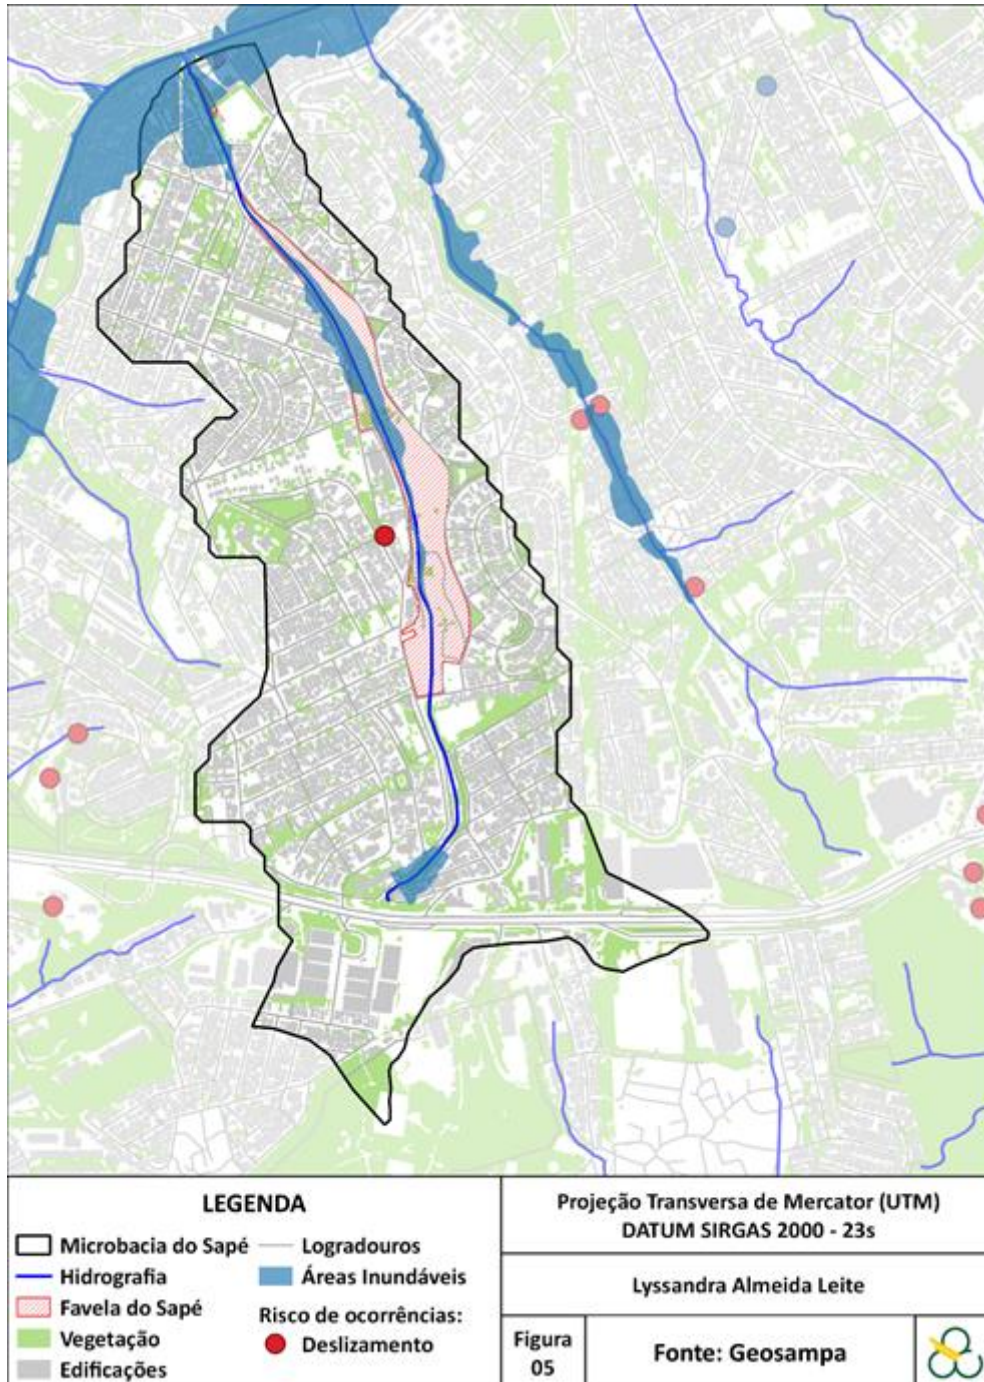 LEGENDA
Microbacia do Sapé
Hidrografia
Favela do Sapé
Vegetação
Edificações
Logradouros
Áreas Inundáveis
Risco de ocorrências:
Deslizamento
Projeção Transversa de Mercator (UTM)
DATUM SIRGAS 2000 - 23s
Lyssandra Almeida Leite
Figura
05
Fonte: Geosampa